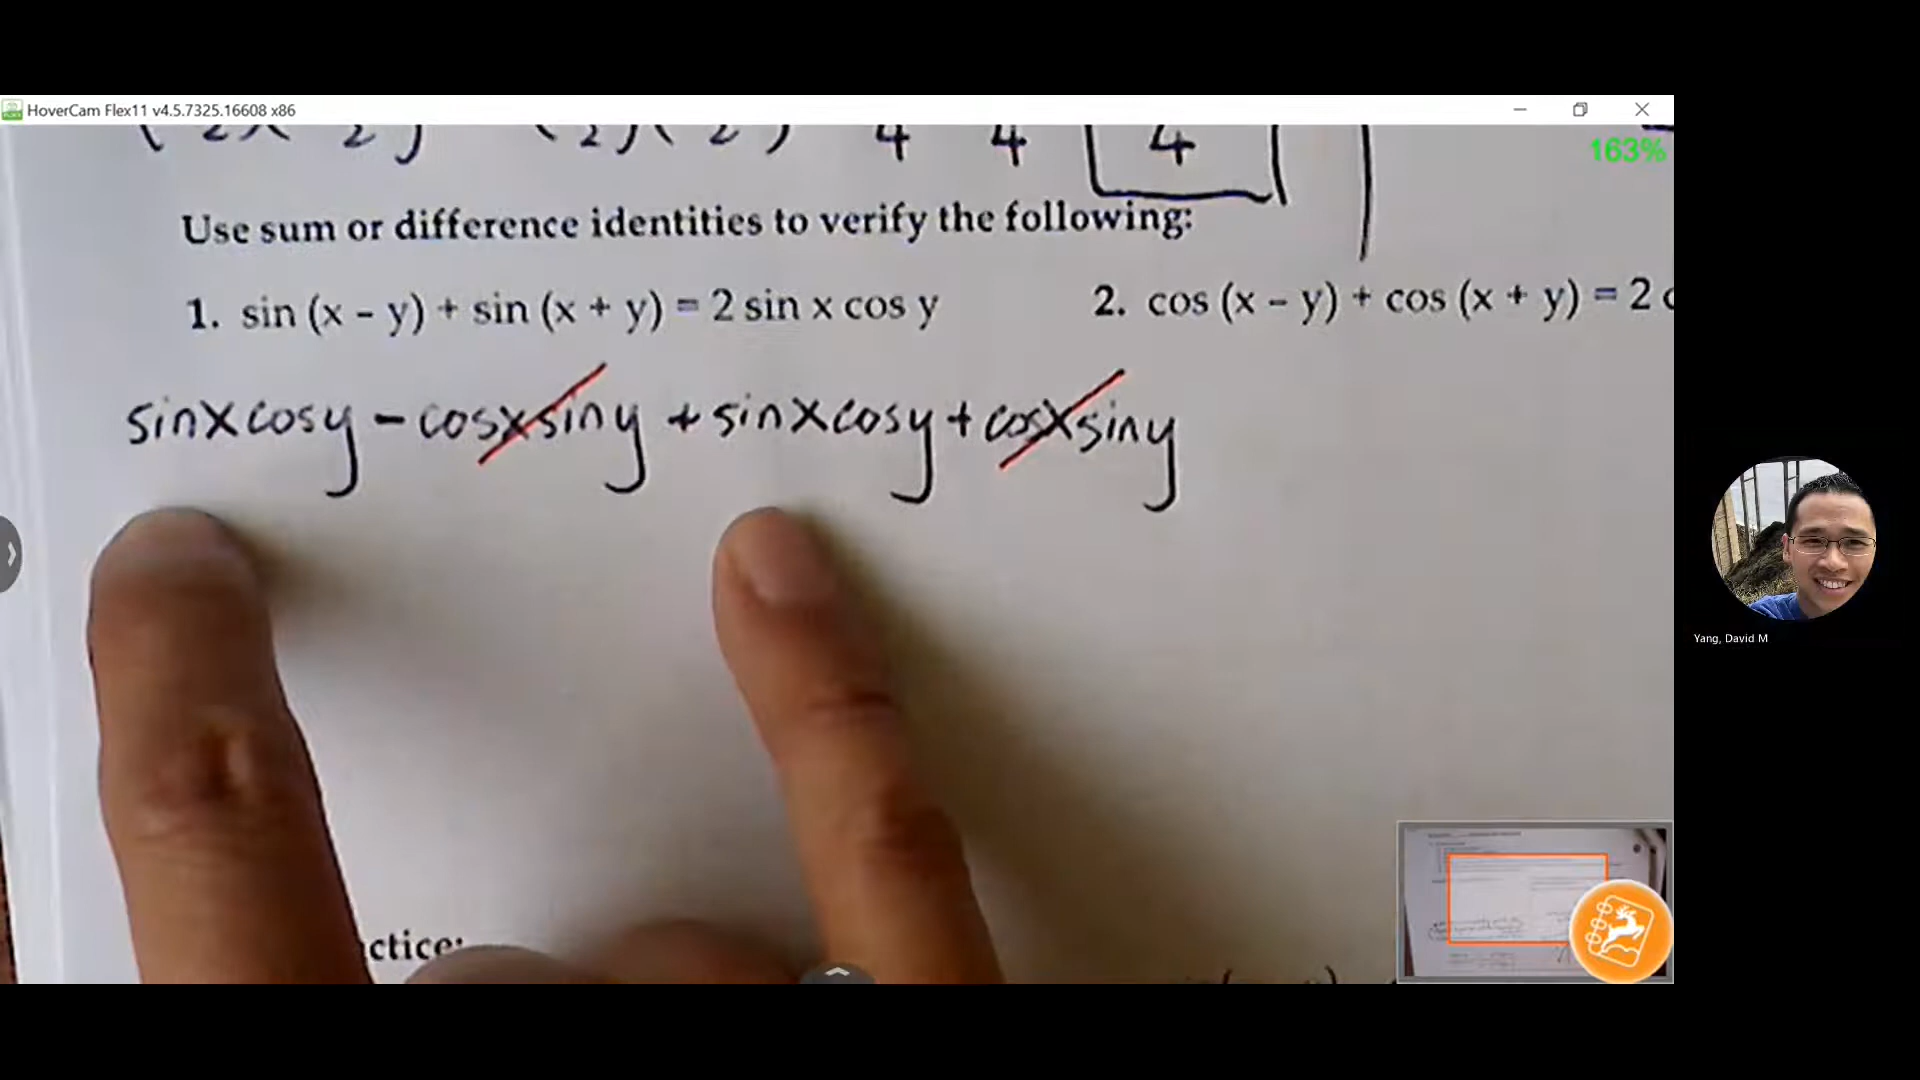 HoverCam Flex11 v4.5.7325.16608 x86
163%
4 4 4
Use sum or difference identities to verify the following:
1. sin (x - y) + sin (x + y) = 2 sin x cos y
2. cos (x - y) + cos (x + y) = 2
sinxcosy - cosxsiny + sinxcosy + cosxsiny
Yang, David M
ctice: